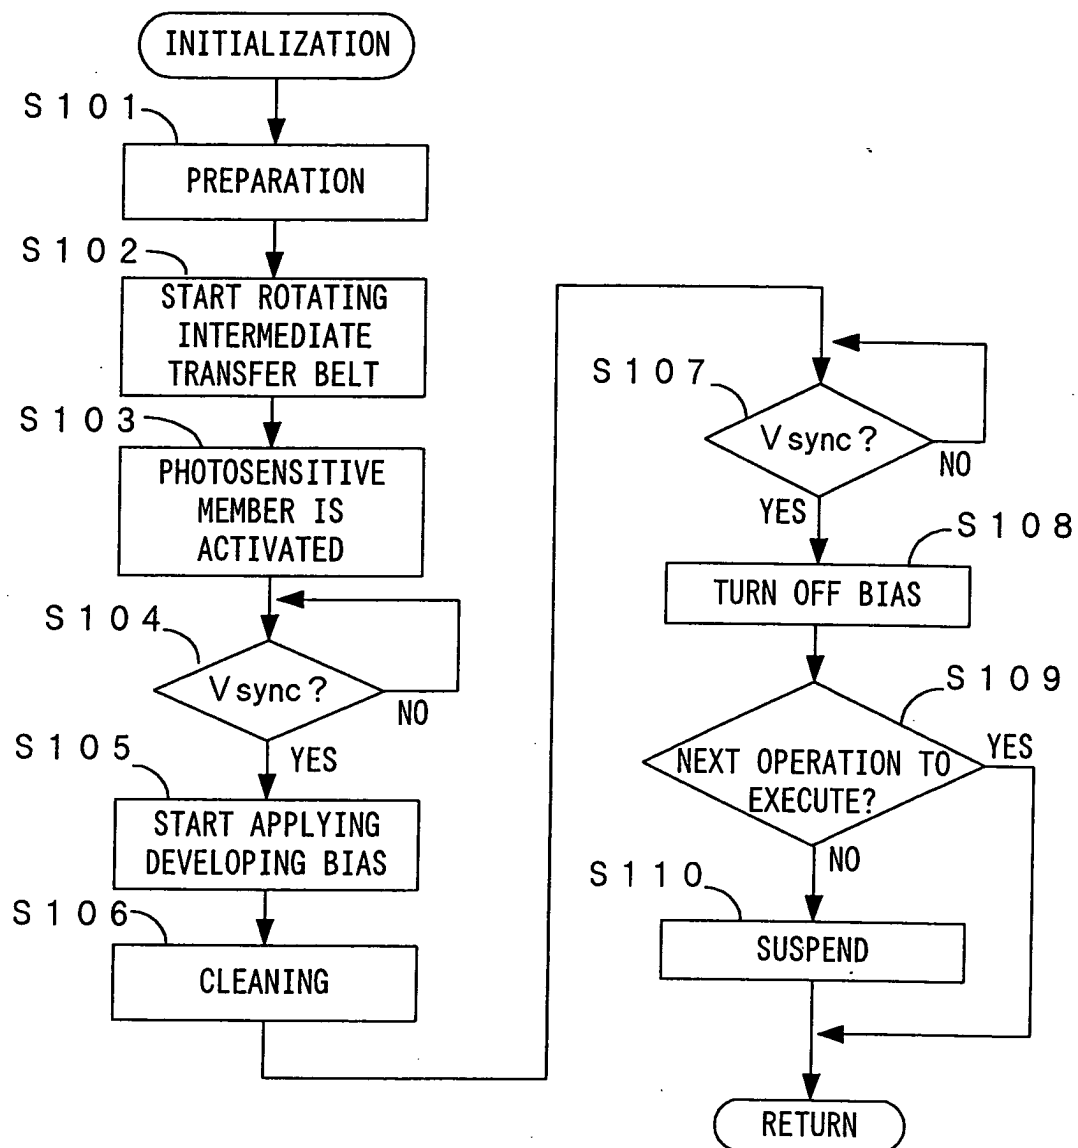 INITIALIZATION
S101
PREPARATION
S102
START ROTATING
INTERMEDIATE
TRANSFER BELT
S103
PHOTOSENSITIVE
MEMBER IS
ACTIVATED
S104
Vsync?
NO
YES
S105
START APPLYING
DEVELOPING BIAS
S106
CLEANING
S107
Vsync?
NO
YES
S108
TURN OFF BIAS
S109
NEXT OPERATION TO
EXECUTE?
YES
NO
S110
SUSPEND
RETURN